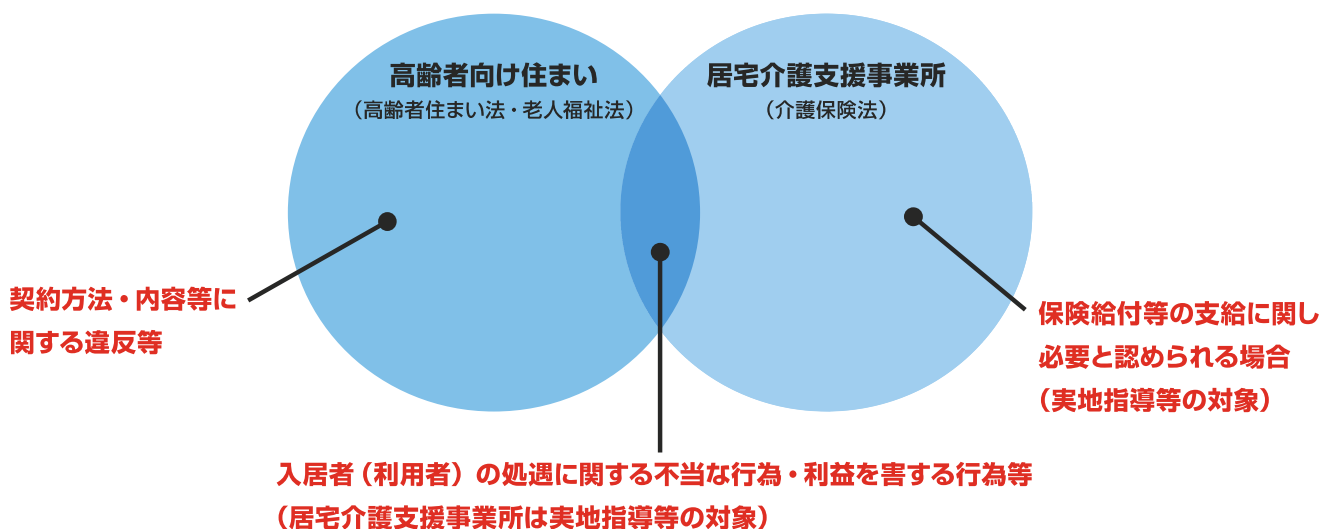 高齢者向け住まい
（高齢者住まい法・老人福祉法）
居宅介護支援事業所
（介護保険法）
契約方法・内容等に
関する違反等
保険給付等の支給に関し
必要と認められる場合
（実地指導等の対象）
入居者（利用者）の処遇に関する不当な行為・利益を害する行為等
（居宅介護支援事業所は実地指導等の対象）